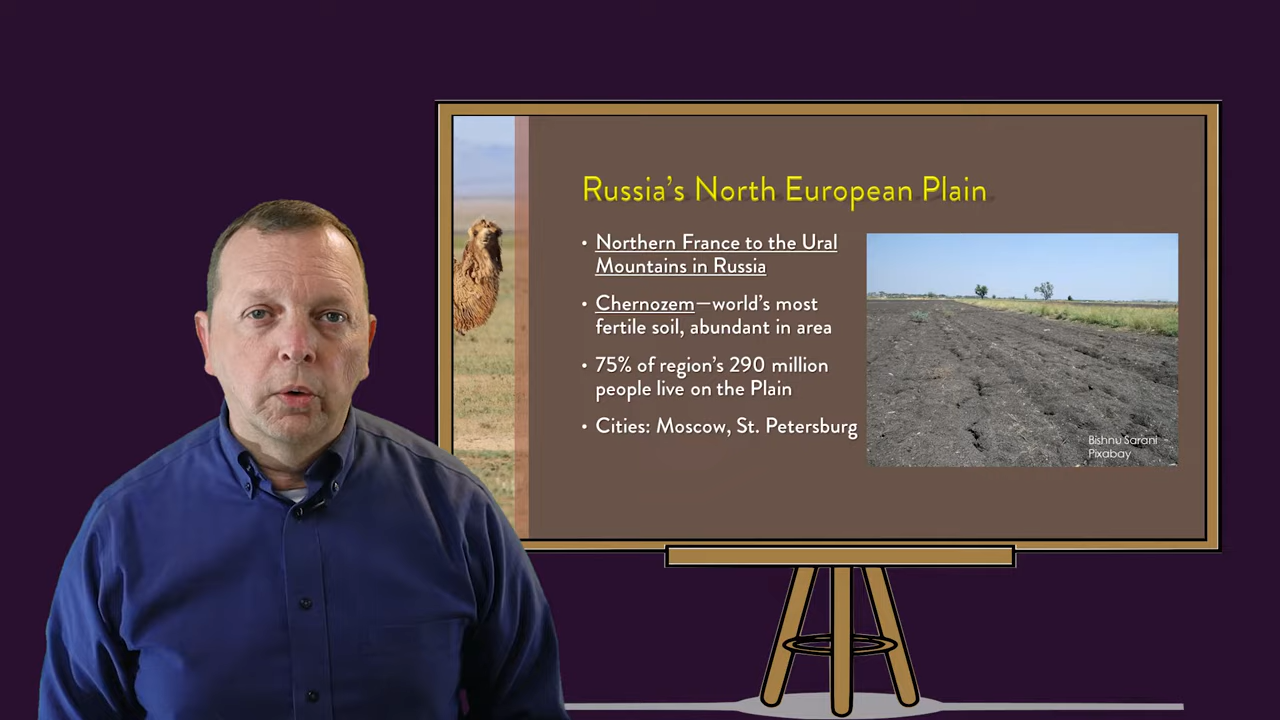 Russia's North European Plain
• Northern France to the Ural
Mountains in Russia
• Chernozem—world's most
fertile soil, abundant in area
• 75% of region's 290 million
people live on the Plain
• Cities: Moscow, St. Petersburg
Bishnu Sarani
Pixabay